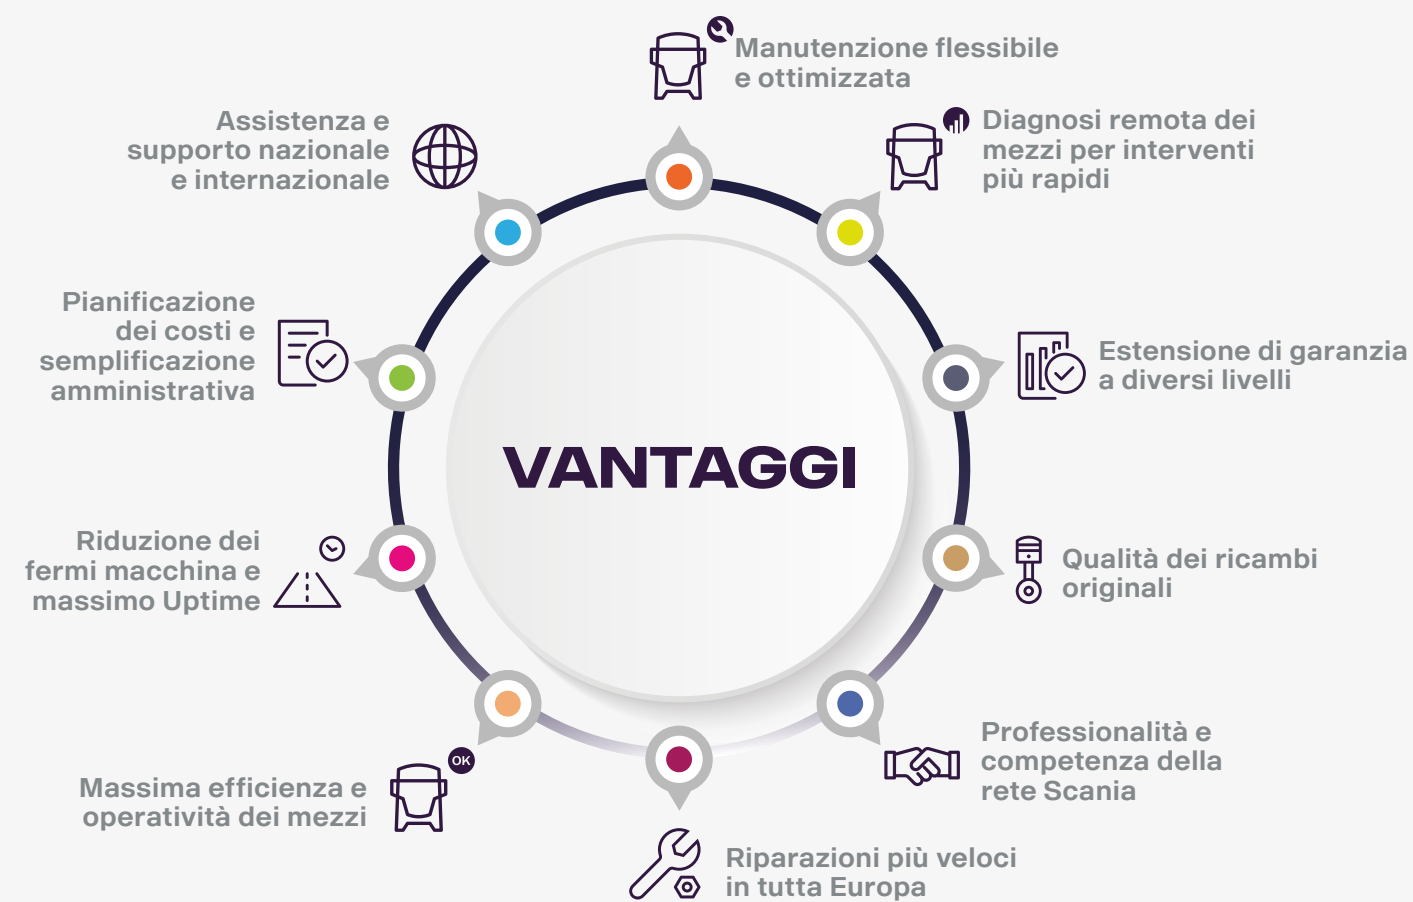 Manutenzione flessibile
e ottimizzata
Diagnosi remota dei
mezzi per interventi
più rapidi
Estensione di garanzia
a diversi livelli
Qualità dei ricambi
originali
Professionalità e
competenza della
rete Scania
Riparazioni più veloci
in tutta Europa
OK
Massima efficienza e
operatività dei mezzi
Riduzione dei
fermi macchina e
massimo Uptime
Pianificazione
dei costi e
semplificazione
amministrativa
Assistenza e
supporto nazionale
e internazionale
VANTAGGI